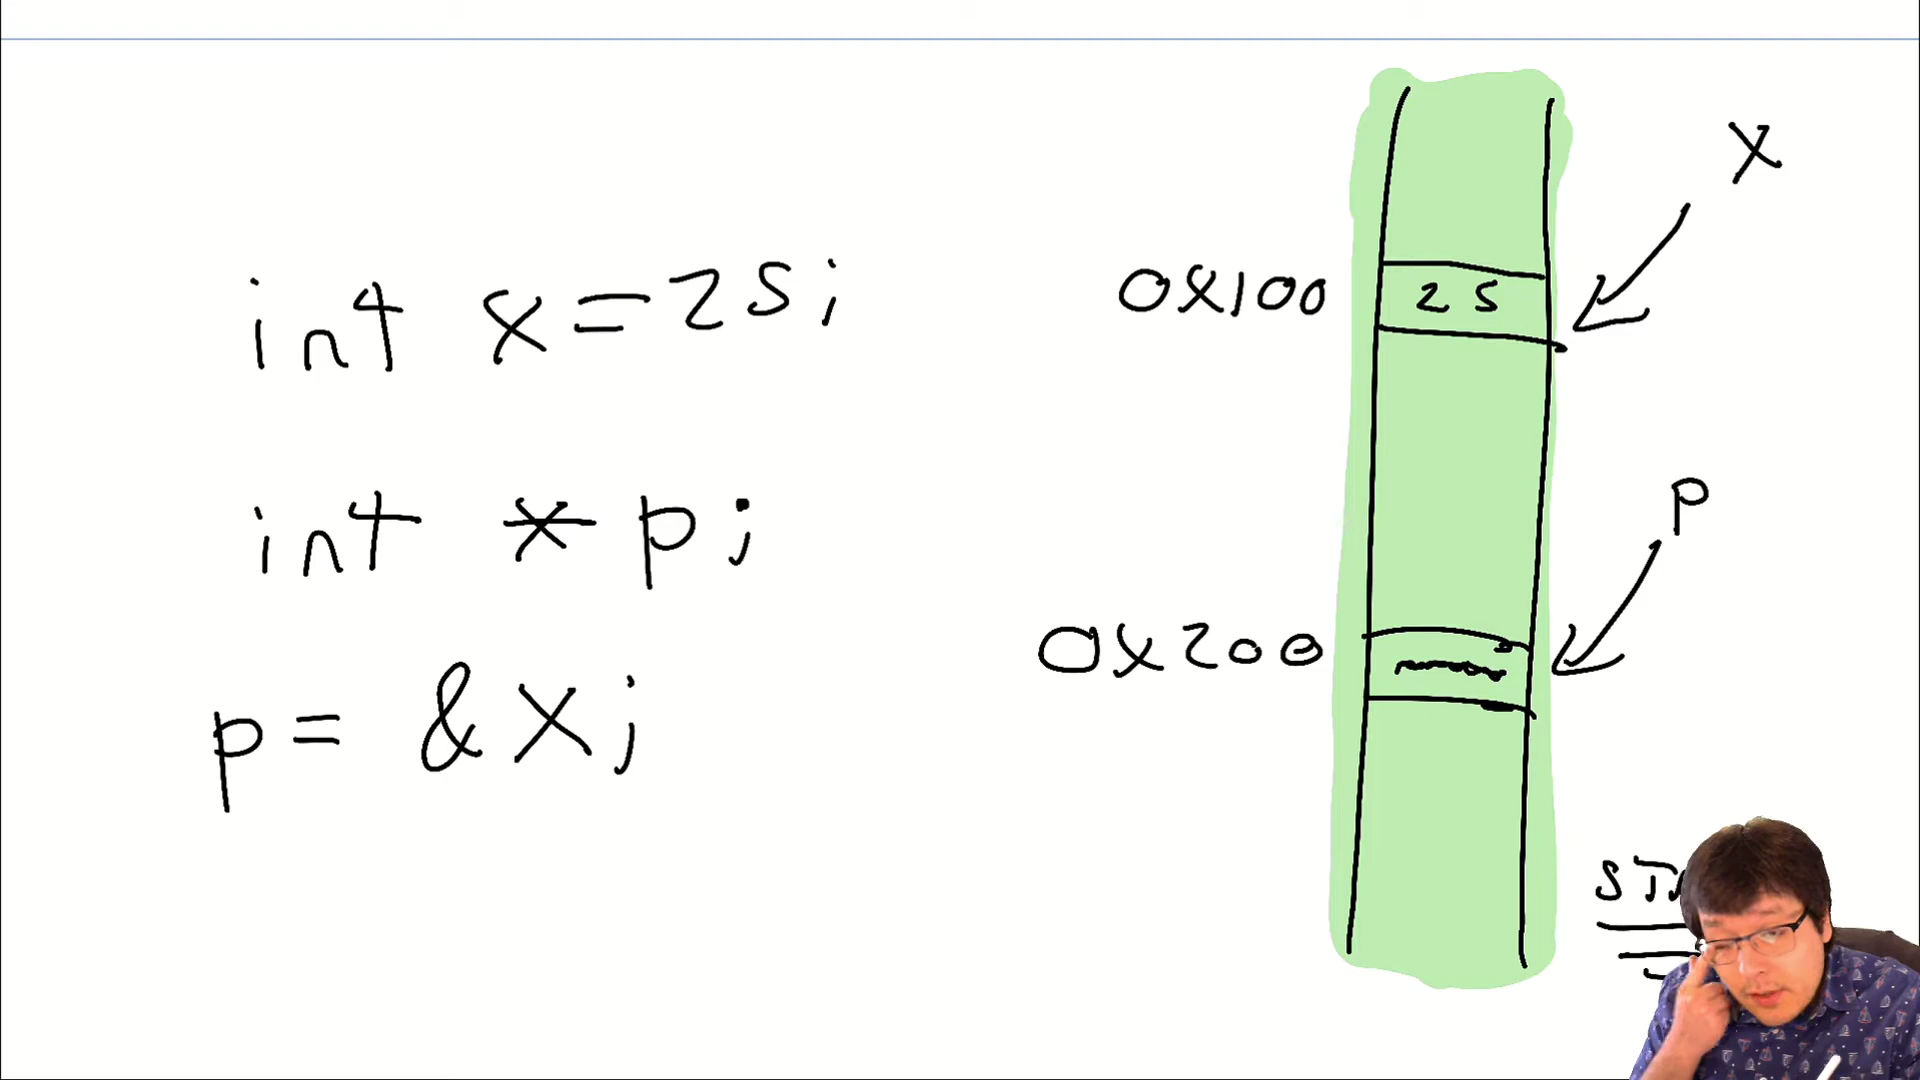 int x=25;
int *p;
p= &x;
0x100
25
x
p
0x200